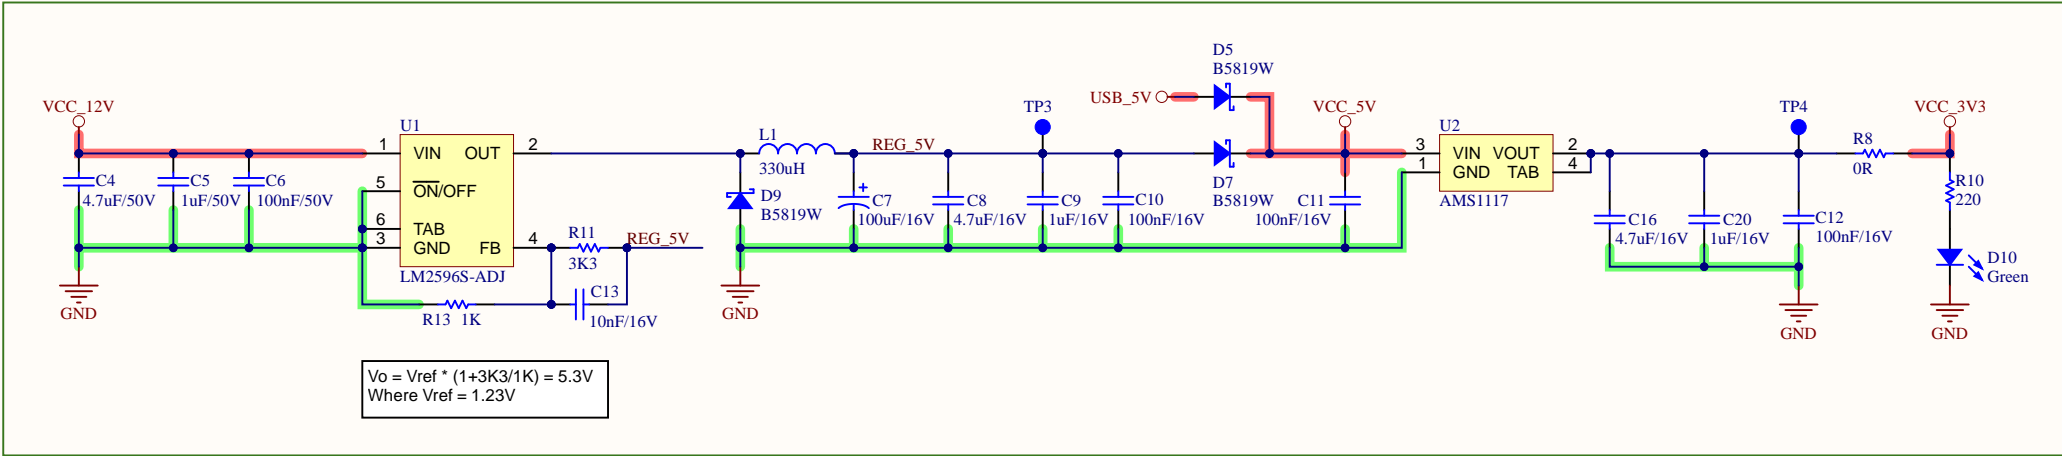 VCC_12V
C4
4.7uF/50V
C5
1uF/50V
C6
100nF/50V
GND
U1
1
VIN
OUT
2
5
ON/OFF
6
TAB
3
GND
FB
4
LM2596S-ADJ
R11
3K3
REG_5V
C13
10nF/16V
R13 1K
Vo = Vref * (1+3K3/1K) = 5.3V
Where Vref = 1.23V
L1
330uH
D9
B5819W
GND
REG_5V
C7
100uF/16V
C8
4.7uF/16V
TP3
C9
1uF/16V
C10
100nF/16V
D5
B5819W
USB_5V
D7
B5819W
VCC_5V
C11
100nF/16V
U2
3
VIN
VOUT
2
1
GND
TAB
4
AMS1117
C16
4.7uF/16V
C20
1uF/16V
TP4
C12
100nF/16V
GND
R8
0R
VCC_3V3
R10
220
D10
Green
GND